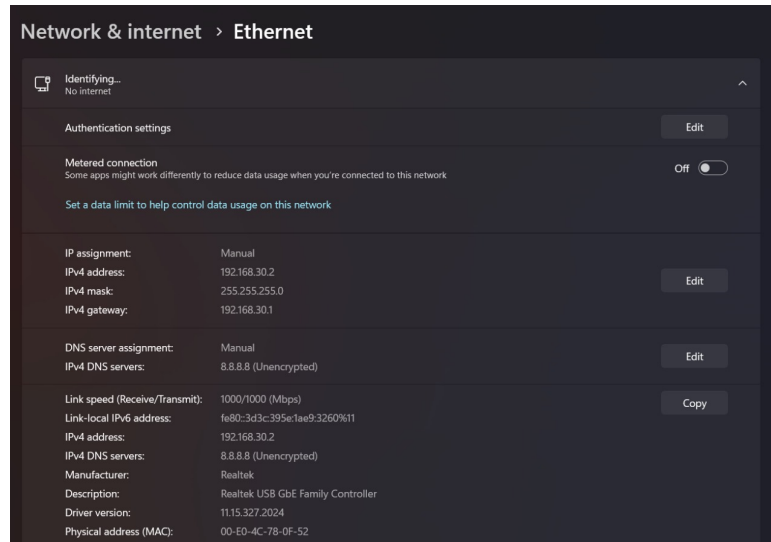 Network & internet › Ethernet
Identifying...
No internet
Authentication settings Edit
Metered connection
Some apps might work differently to reduce data usage when you're connected to this network
Off
Set a data limit to help control data usage on this network
IP assignment: Manual
IPv4 address: 192.168.30.2
IPv4 mask: 255.255.255.0
IPv4 gateway: 192.168.30.1
Edit
DNS server assignment: Manual
IPv4 DNS servers: 8.8.8.8 (Unencrypted)
Edit
Link speed (Receive/Transmit): 1000/1000 (Mbps)
Copy
Link-local IPv6 address: fe80::3d3c:395e:1ae9:3260%11
IPv4 address: 192.168.30.2
IPv4 DNS servers: 8.8.8.8 (Unencrypted)
Manufacturer: Realtek
Description: Realtek USB GbE Family Controller
Driver version: 11.15.327.2024
Physical address (MAC): 00-E0-4C-78-0F-52